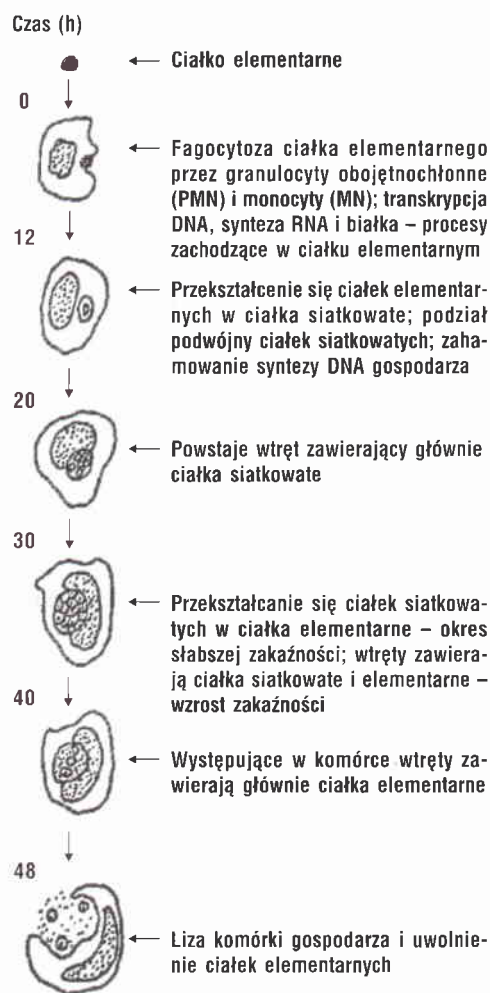 Czas (h)
Ciałko elementarne
0
Fagocytoza ciałka elementarnego
przez granulocyty obojętnochłonne
(PMN) i monocyty (MN); transkrypcja
DNA, synteza RNA i białka – procesy
zachodzące w ciałku elementarnym
12
Przekształcenie się ciałek elementar-
nych w ciałka siatkowate; podział
podwójny ciałek siatkowatych; zaha-
mowanie syntezy DNA gospodarza
20
Powstaje wtręt zawierający głównie
ciałka siatkowate
30
Przekształcanie się ciałek siatkowa-
tych w ciałka elementarne – okres
słabszej zakaźności; wtręty zawiera-
ją ciałka siatkowate i elementarne –
wzrost zakaźności
40
Występujące w komórce wtręty za-
wierają głównie ciałka elementarne
48
Liza komórki gospodarza i uwolnie-
nie ciałek elementarnych